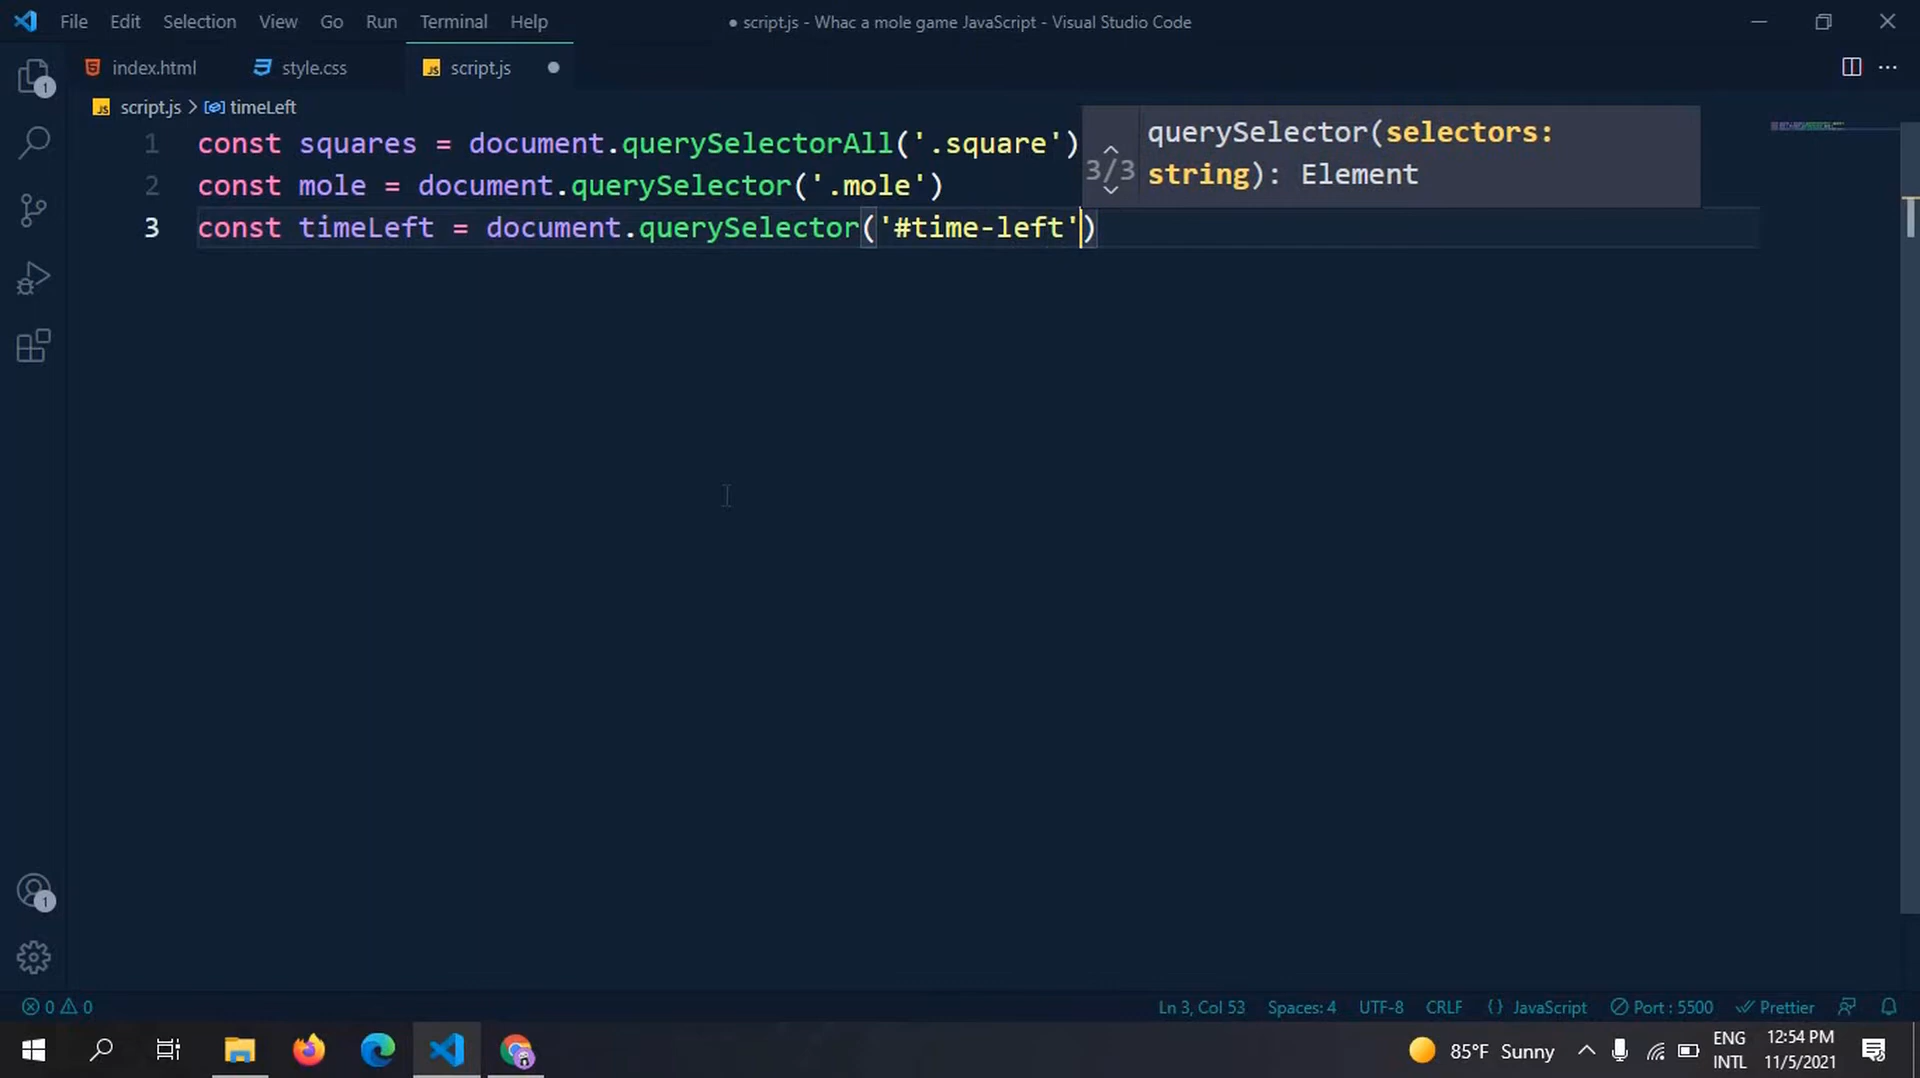 File Edit Selection View Go Run Terminal Help
● script.js - Whac a mole game JavaScript - Visual Studio Code
index.html style.css script.js
script.js > timeLeft
1 const squares = document.querySelectorAll('.square')
2 const mole = document.querySelector('.mole')
3 const timeLeft = document.querySelector('#time-left')
3/3 querySelector(selectors:
string): Element
1
1
0 0
Ln 3, Col 53 Spaces: 4 UTF-8 CRLF {} JavaScript Port : 5500 Prettier
85°F Sunny
ENG
INTL
12:54 PM
11/5/2021